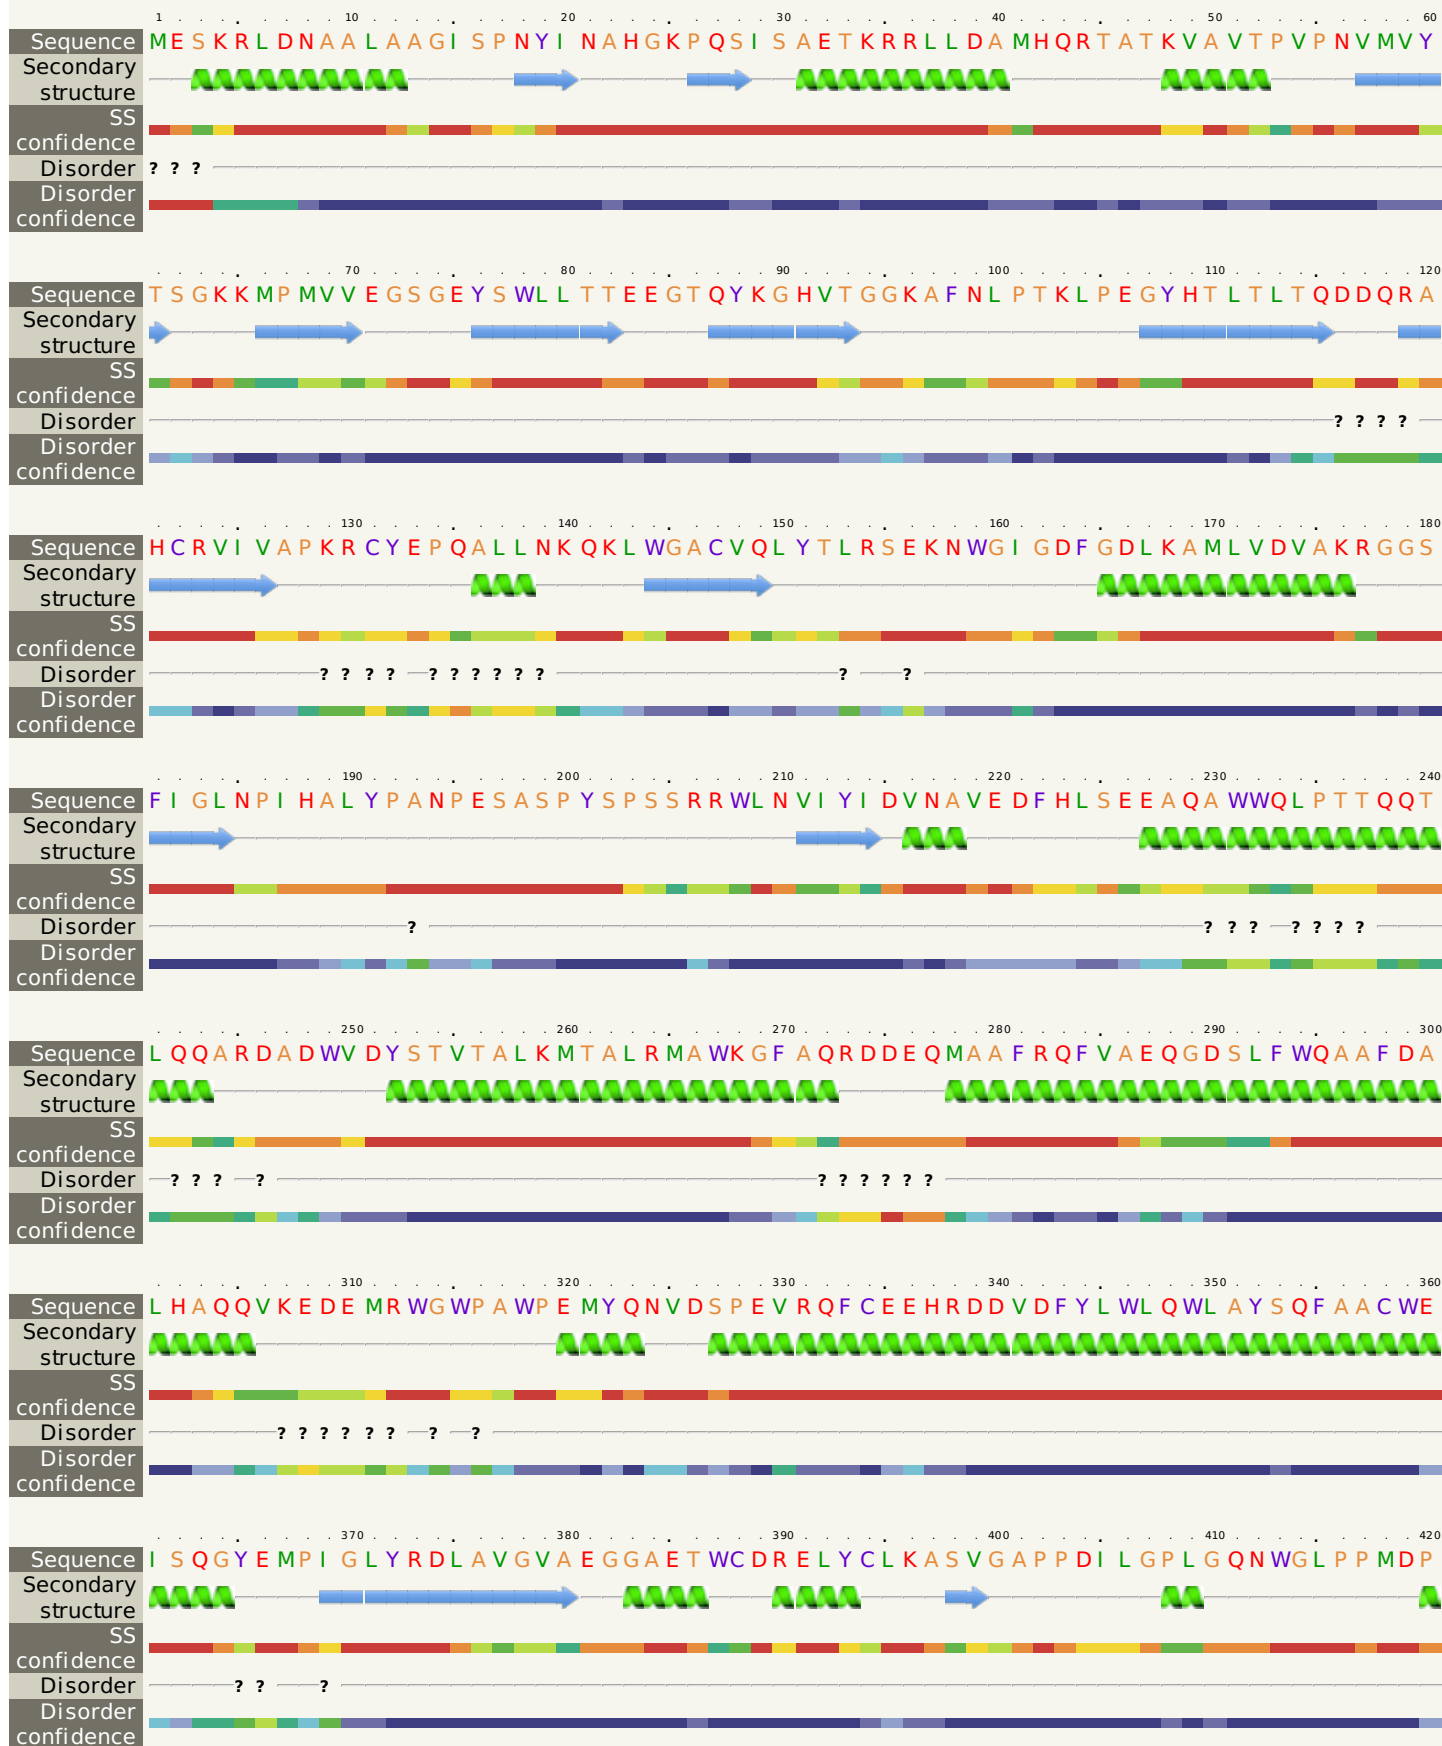 1 10 20 30 40 50 60
Sequence MESKRLDNAALAAGISPNYINAHGKPQSISAETKRRLLDAMHQRTATKVAVTPVPNVMVY
Secondary
structure
SS
confidence
Disorder ? ? ?
Disorder
confidence
70 80 90 100 110 120
Sequence TSGKKMPMVVEGSGEYSWLLTTEEGTQYKGHVTGGKAFNLPTKLPEGYHTLTLTQDDQRA
Secondary
structure
SS
confidence
Disorder ? ? ? ?
Disorder
confidence
130 140 150 160 170 180
Sequence HCRVIVAPKRCYEPQALLNKQKLWGACVQLYTLRSEKNWGIGDFGDLKAMLVDVAKRGGS
Secondary
structure
SS
confidence
Disorder ? ? ? ? ? ? ? ? ? ? ? ?
Disorder
confidence
190 200 210 220 230 240
Sequence FIGLNPIHALYPANPESASPYSPSSRRWLNVIYIDVNAVEDFHLSEEAQAWWQLPTTQQT
Secondary
structure
SS
confidence
Disorder ? ? ? ? ? ? ? ?
Disorder
confidence
250 260 270 280 290 300
Sequence LQQARDADWVDYSTVTALKMTALRMAWKGFAQRDDEQMAAFRQFVAEQGDSLFWQAAFDA
Secondary
structure
SS
confidence
Disorder ? ? ? ? ? ? ? ? ? ?
Disorder
confidence
310 320 330 340 350 360
Sequence LHAQQVKEDEMRWGWPAWPEMYQNVDSPEVRQFCEEHRDDVDFYLWLQWLAYSQFAACWE
Secondary
structure
SS
confidence
Disorder ? ? ? ? ? ? ? ?
Disorder
confidence
370 380 390 400 410 420
Sequence ISQGYEMPIGLYRDLAVGVAEGGAETWCDRELYCLKASVGAPPDILGPLGQNWGLPPMDP
Secondary
structure
SS
confidence
Disorder ? ? ?
Disorder
confidence